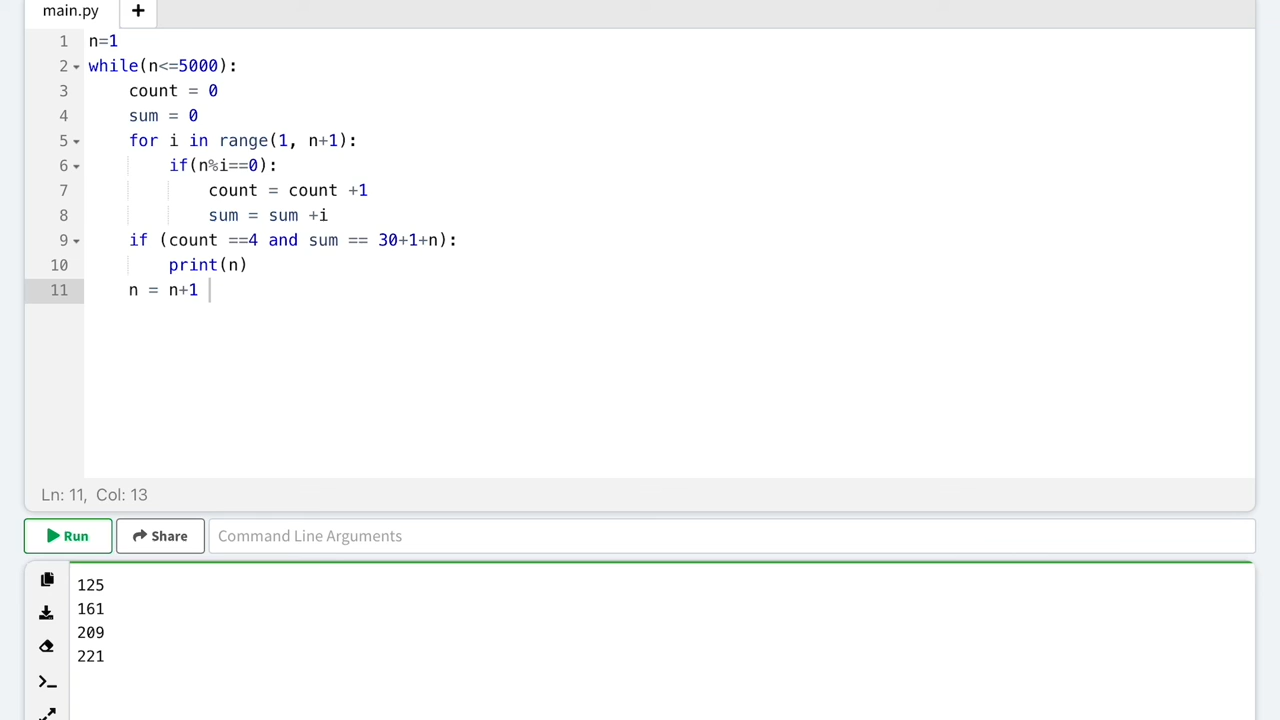 main.py +
1 n=1
2 while(n<=5000):
3 count = 0
4 sum = 0
5 for i in range(1, n+1):
6 if(n%i==0):
7 count = count +1
8 sum = sum +i
9 if (count ==4 and sum == 30+1+n):
10 print(n)
11 n = n+1
Ln: 11, Col: 13
Run Share Command Line Arguments
125
161
209
221